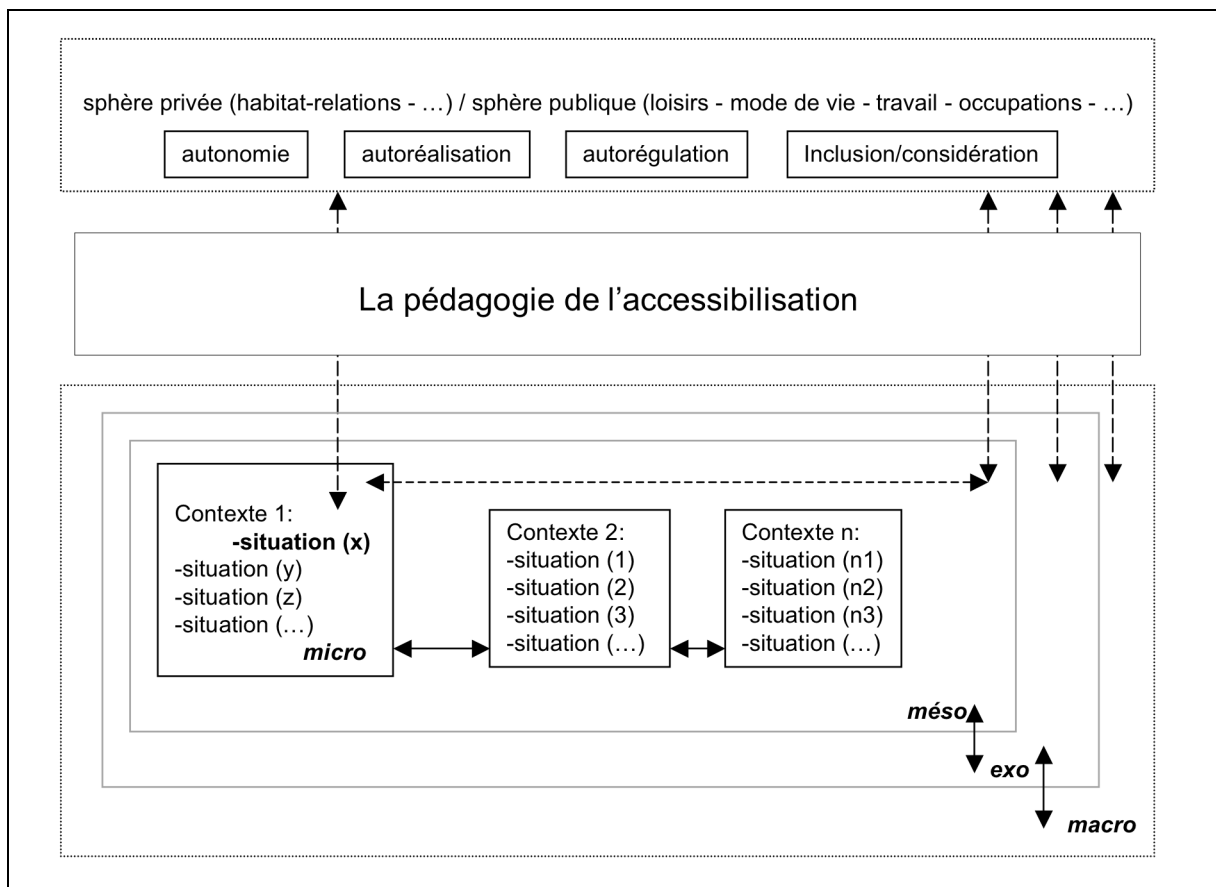 sphère privée (habitat-relations - …) / sphère publique (loisirs - mode de vie - travail - occupations - …)
autonomie
autoréalisation
autorégulation
Inclusion/considération
La pédagogie de l’accessibilisation
Contexte 1:
-situation (x)
-situation (y)
-situation (z)
-situation (…)
micro
Contexte 2:
-situation (1)
-situation (2)
-situation (3)
-situation (…)
Contexte n:
-situation (n1)
-situation (n2)
-situation (n3)
-situation (…)
méso
exo
macro